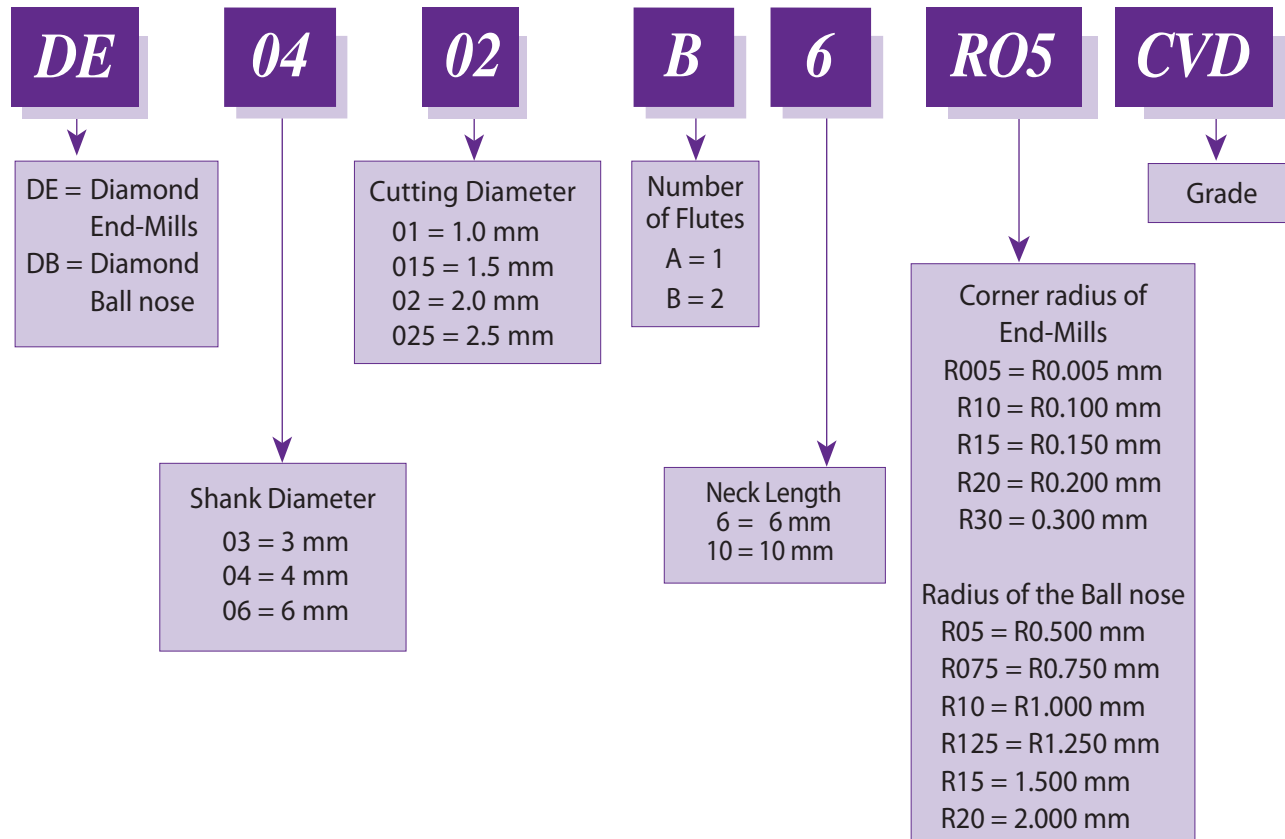 DE 04 02 B 6 RO5 CVD
DE = Diamond
End-Mills
DB = Diamond
Ball nose
Shank Diameter
03 = 3 mm
04 = 4 mm
06 = 6 mm
Cutting Diameter
01 = 1.0 mm
015 = 1.5 mm
02 = 2.0 mm
025 = 2.5 mm
Number
of Flutes
A = 1
B = 2
Neck Length
6 = 6 mm
10 = 10 mm
Corner radius of
End-Mills
R005 = R0.005 mm
R10 = R0.100 mm
R15 = R0.150 mm
R20 = R0.200 mm
R30 = 0.300 mm
Radius of the Ball nose
R05 = R0.500 mm
R075 = R0.750 mm
R10 = R1.000 mm
R125 = R1.250 mm
R15 = 1.500 mm
R20 = 2.000 mm
Grade